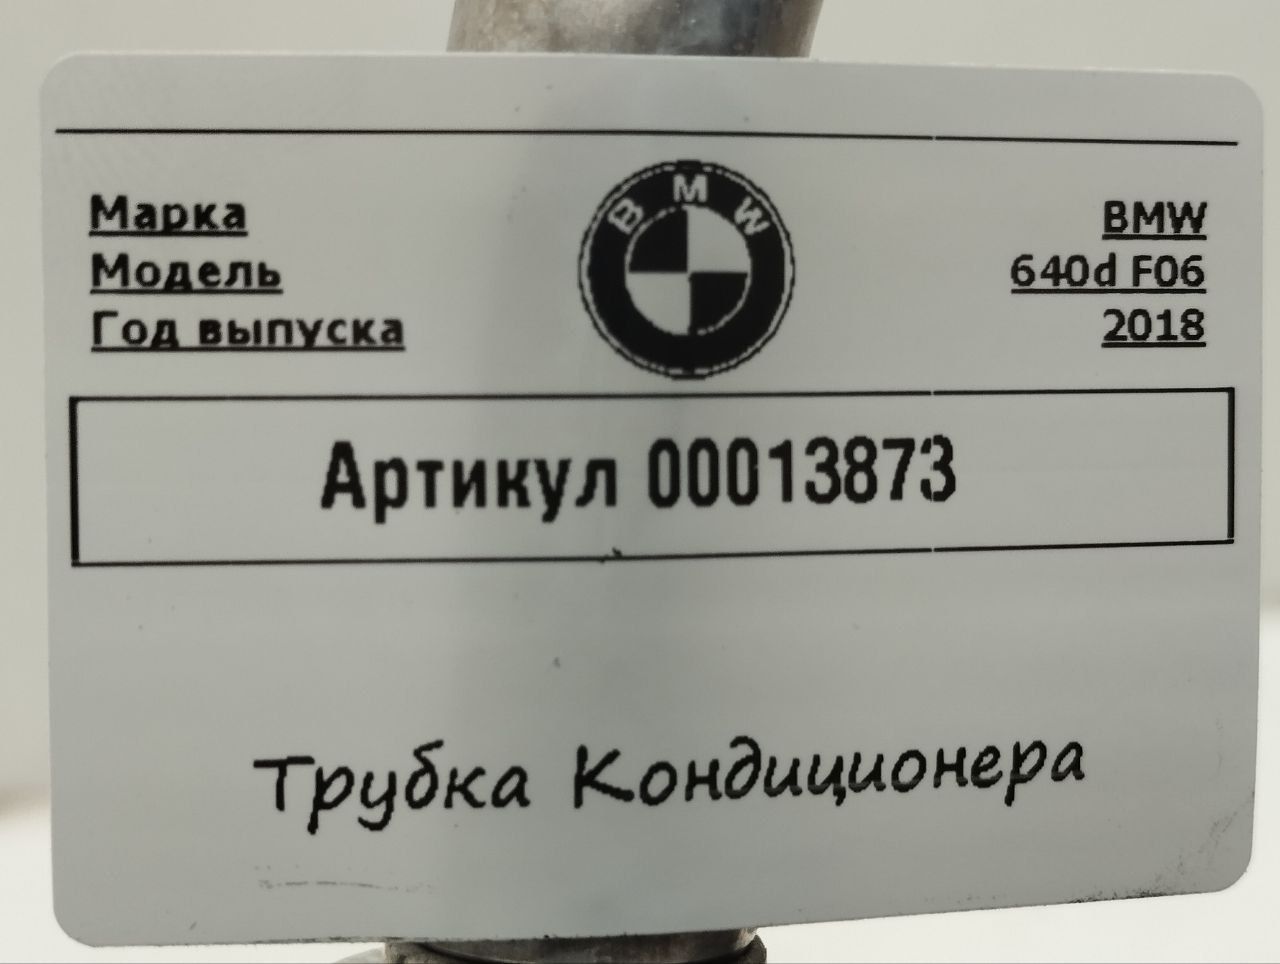 Марка BMW
Модель 640d F06
Год выпуска 2018
BMW
Артикул 00013873
Трубка Кондиционера